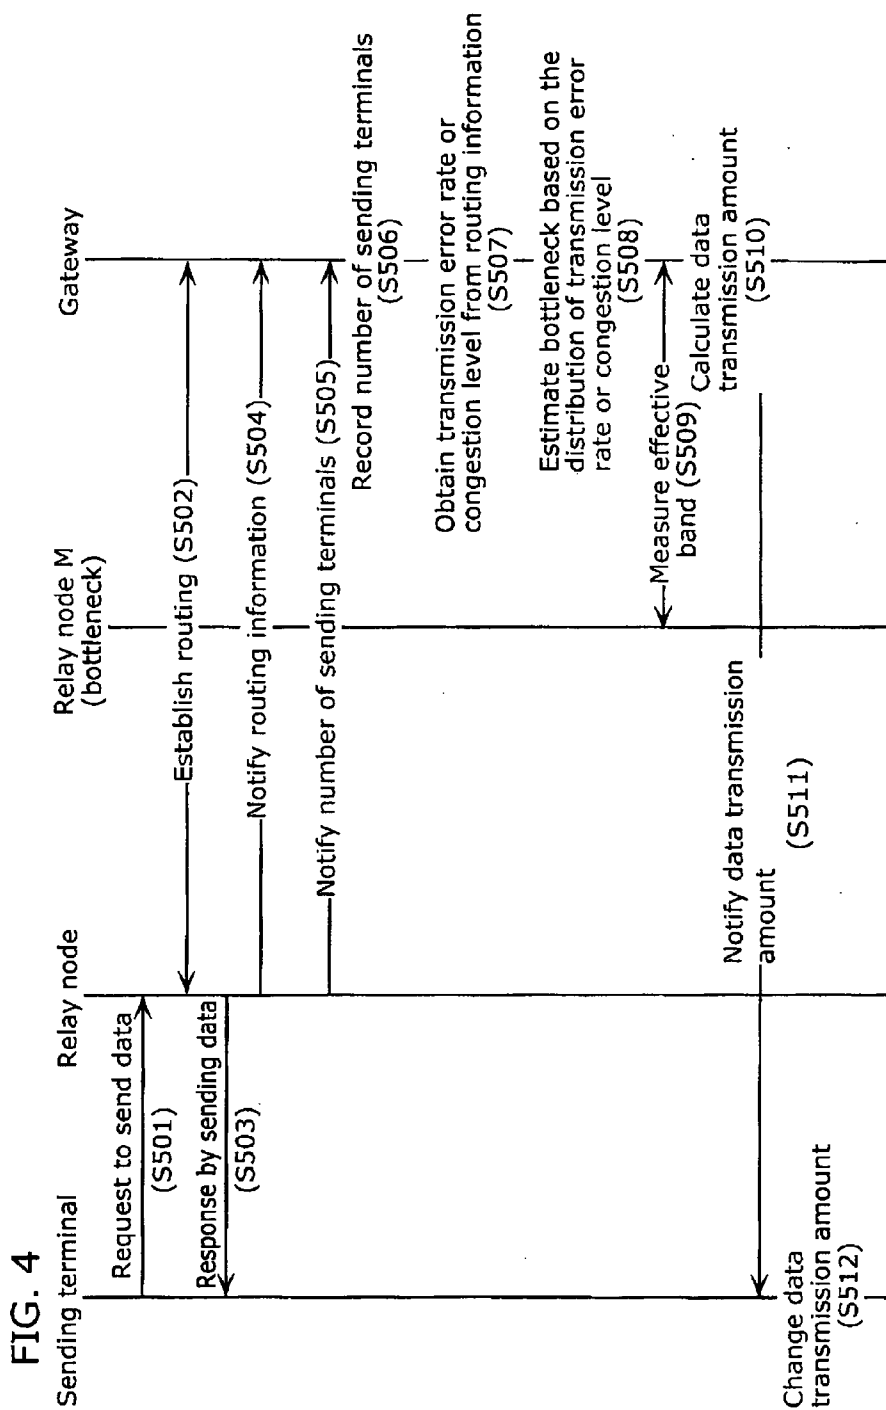 FIG. 4
Sending terminal
Relay node
Relay node M
(bottleneck)
Gateway
Request to send data
(S501)
Establish routing (S502)
Response by sending data
(S503)
Notify routing information (S504)
Notify number of sending terminals (S505)
Record number of sending terminals
(S506)
Obtain transmission error rate or
congestion level from routing information
(S507)
Estimate bottleneck based on the
distribution of transmission error
rate or congestion level
(S508)
Measure effective
band (S509)
Calculate data
transmission amount
(S510)
Notify data transmission
amount
(S511)
Change data
transmission amount
(S512)